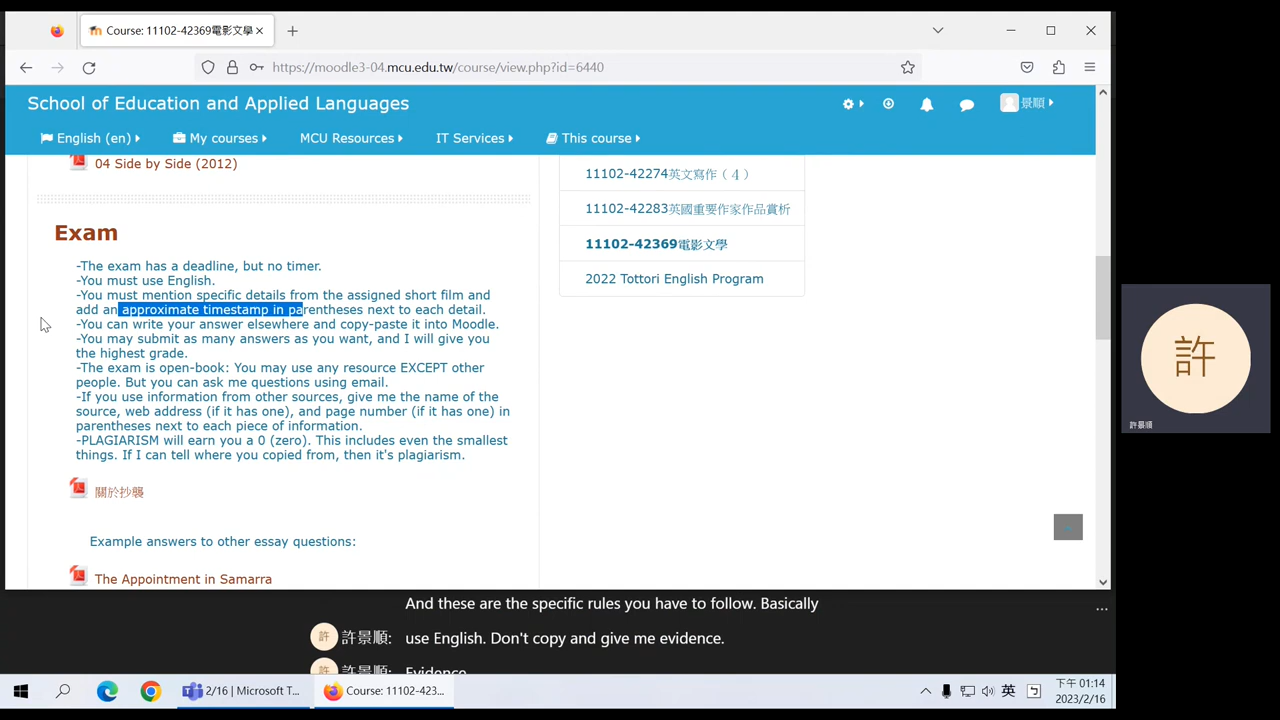 Course: 11102-42369電影文學
https://moodle3-04.mcu.edu.tw/course/view.php?id=6440
School of Education and Applied Languages
景順
English (en)
My courses
MCU Resources
IT Services
This course
04 Side by Side (2012)
Exam
-The exam has a deadline, but no timer.
-You must use English.
-You must mention specific details from the assigned short film and
add an approximate timestamp in parentheses next to each detail.
-You can write your answer elsewhere and copy-paste it into Moodle.
-You may submit as many answers as you want, and I will give you
the highest grade.
-The exam is open-book: You may use any resource EXCEPT other
people. But you can ask me questions using email.
-If you use information from other sources, give me the name of the
source, web address (if it has one), and page number (if it has one) in
parentheses next to each piece of information.
-PLAGIARISM will earn you a 0 (zero). This includes even the smallest
things. If I can tell where you copied from, then it's plagiarism.
關於抄襲
Example answers to other essay questions:
The Appointment in Samarra
11102-42274英文寫作（4）
11102-42283英國重要作家作品賞析
11102-42369電影文學
2022 Tottori English Program
許
許景順
And these are the specific rules you have to follow. Basically
許 許景順: use English. Don't copy and give me evidence.
許 許景順: Evidence
2/16 | Microsoft T...
Course: 11102-423...
英
下午 01:14
2023/2/16